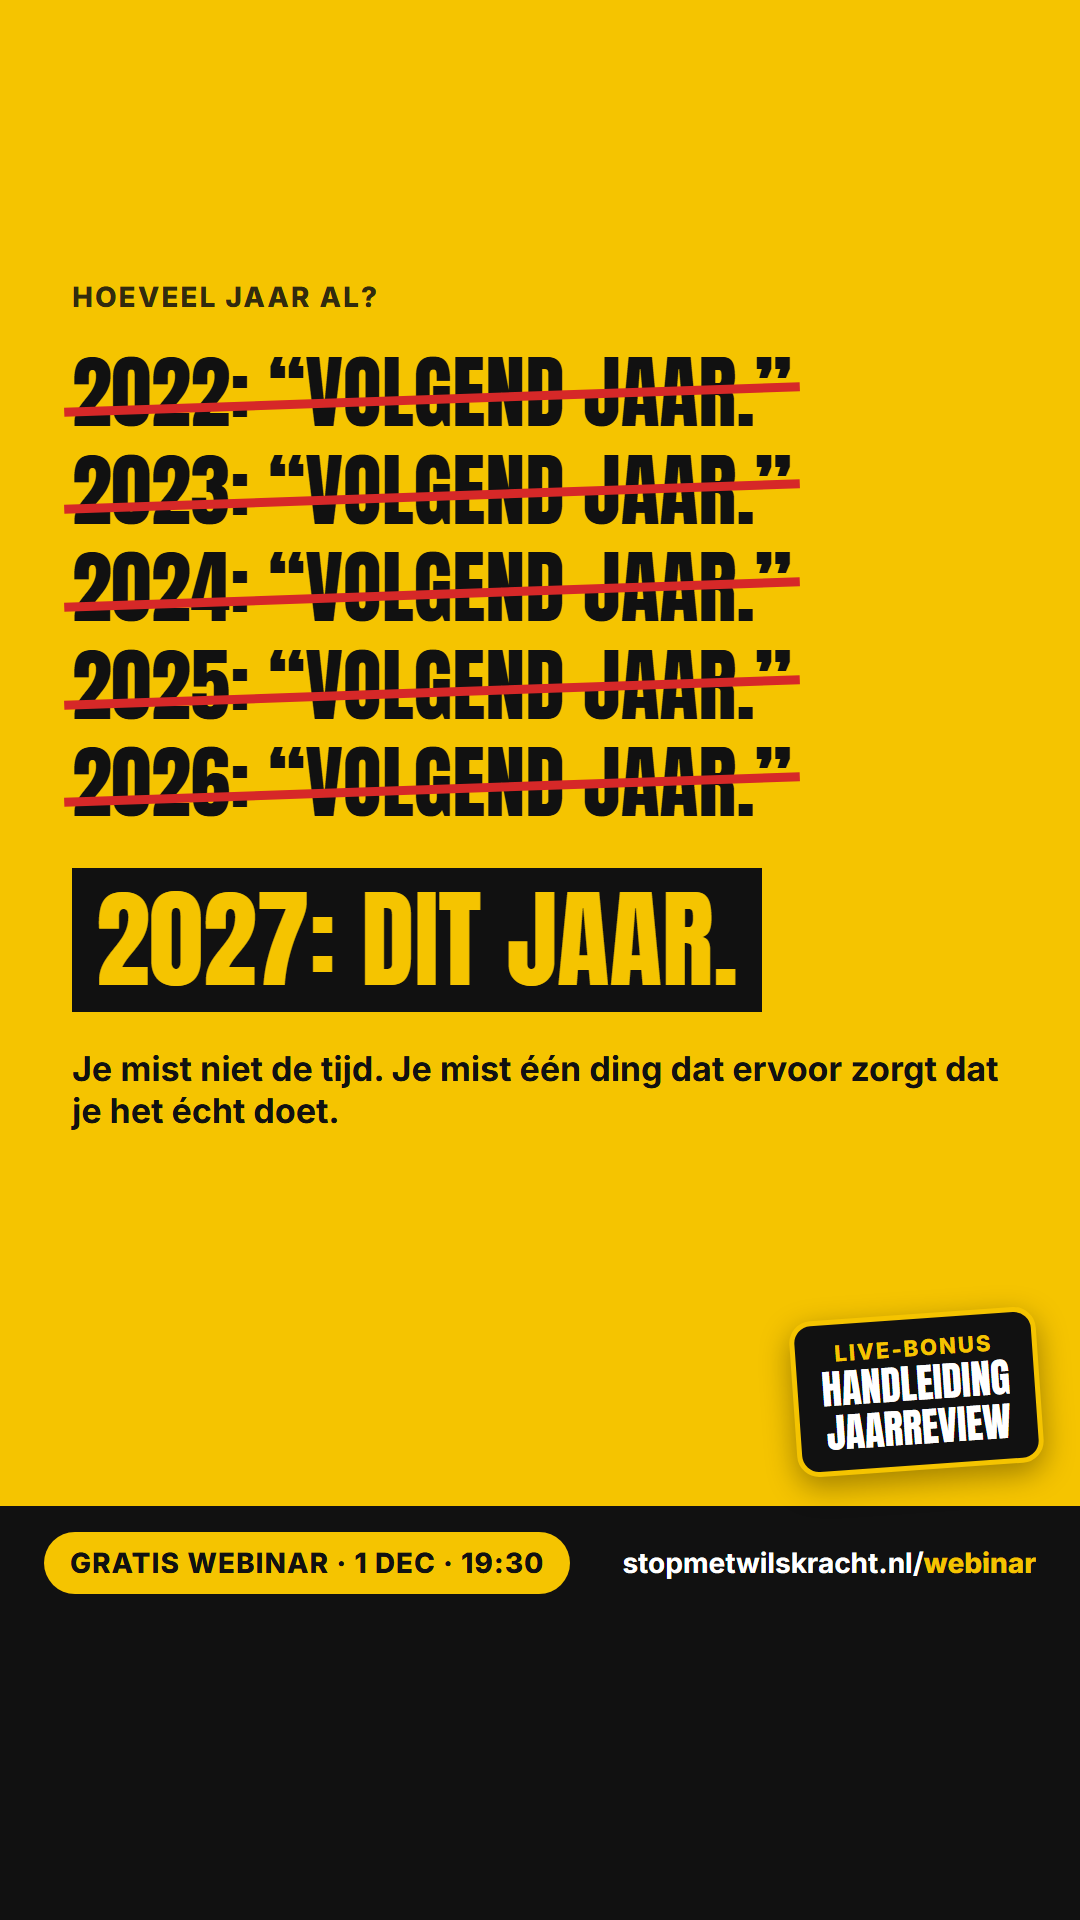 HOEVEEL JAAR AL?
2022: “VOLGEND JAAR.”
2023: “VOLGEND JAAR.”
2024: “VOLGEND JAAR.”
2025: “VOLGEND JAAR.”
2026: “VOLGEND JAAR.”
2027: DIT JAAR.
Je mist niet de tijd. Je mist één ding dat ervoor zorgt dat
je het écht doet.
LIVE-BONUS
HANDLEIDING
JAARREVIEW
GRATIS WEBINAR · 1 DEC · 19:30
stopmetwilskracht.nl/webinar